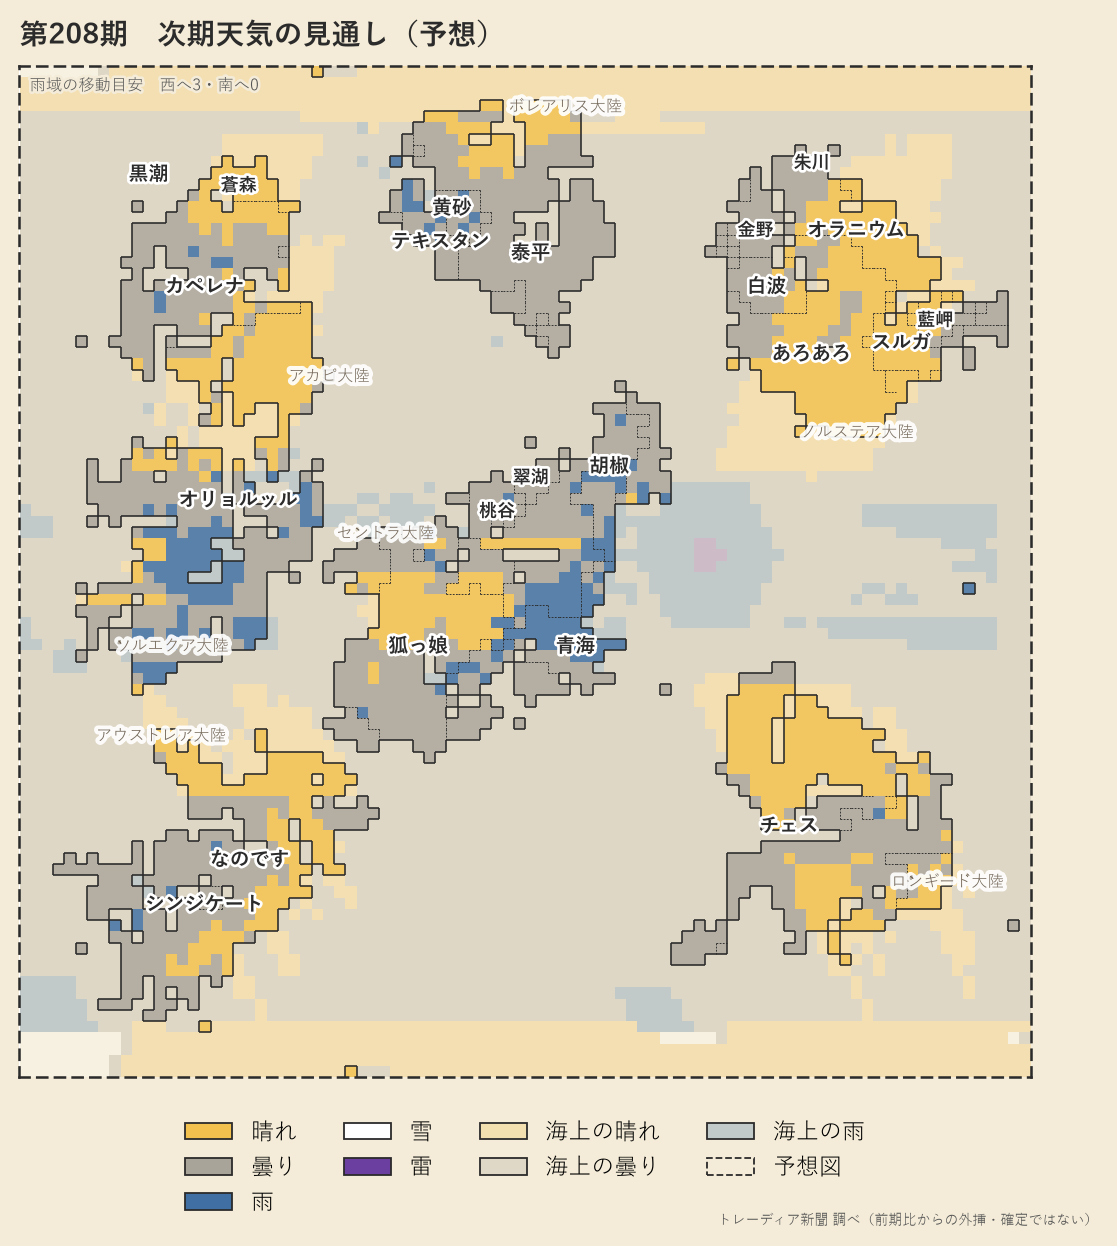 第208期　次期天気の見通し（予想）
雨域の移動目安　西へ3・南へ0
ボレアリス大陸
朱川
黒潮
蒼森
黄砂
金野
オラニウム
テキスタン
泰平
カペレナ
白波
藍岬
スルガ
あろあろ
アカピ大陸
ノルステア大陸
胡椒
翠湖
オリョルッル
桃谷
セントラ大陸
ソルエクア大陸
狐っ娘
青海
アウストレア大陸
チェス
なのです
ロンギード大陸
シンジケート
晴れ
雪
海上の晴れ
海上の雨
曇り
雷
海上の曇り
予想図
雨
トレーディア新聞 調べ（前期比からの外挿・確定ではない）